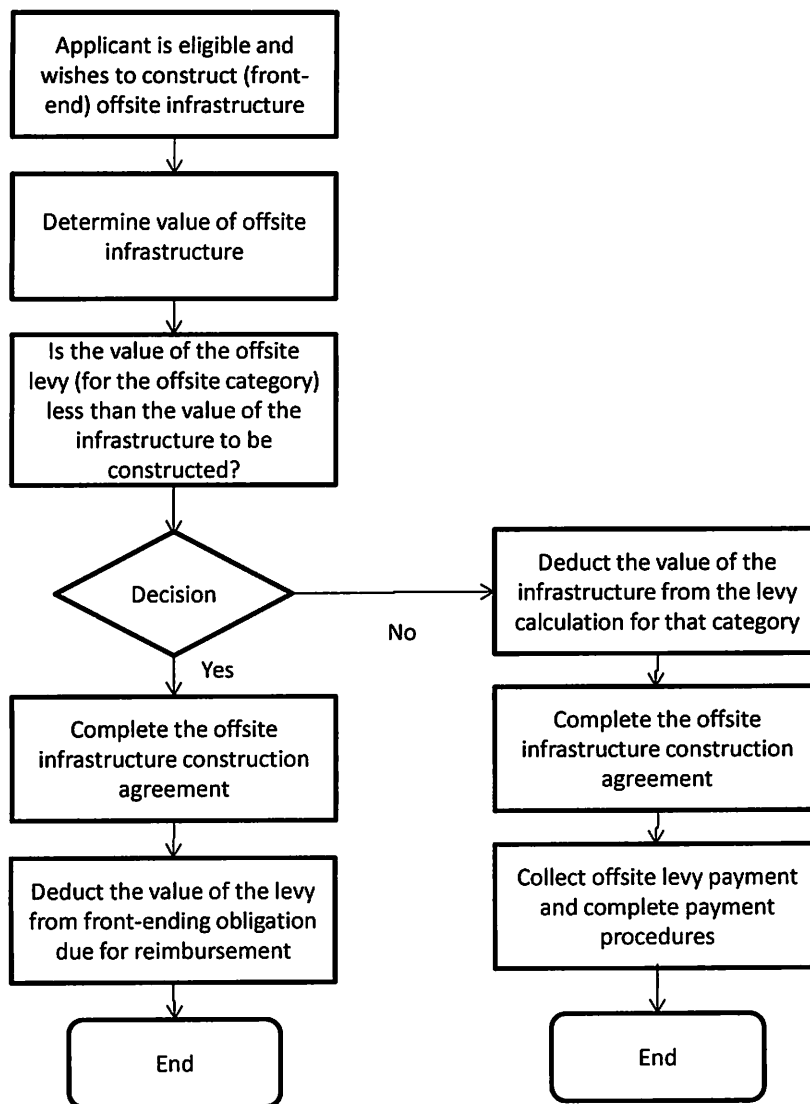 Applicant is eligible and
wishes to construct (front-
end) offsite infrastructure
Determine value of offsite
infrastructure
Is the value of the offsite
levy (for the offsite category)
less than the value of the
infrastructure to be
constructed?
Decision
No
Yes
Deduct the value of the
infrastructure from the levy
calculation for that category
Complete the offsite
infrastructure construction
agreement
Complete the offsite
infrastructure construction
agreement
Deduct the value of the levy
from front-ending obligation
due for reimbursement
Collect offsite levy payment
and complete payment
procedures
End
End